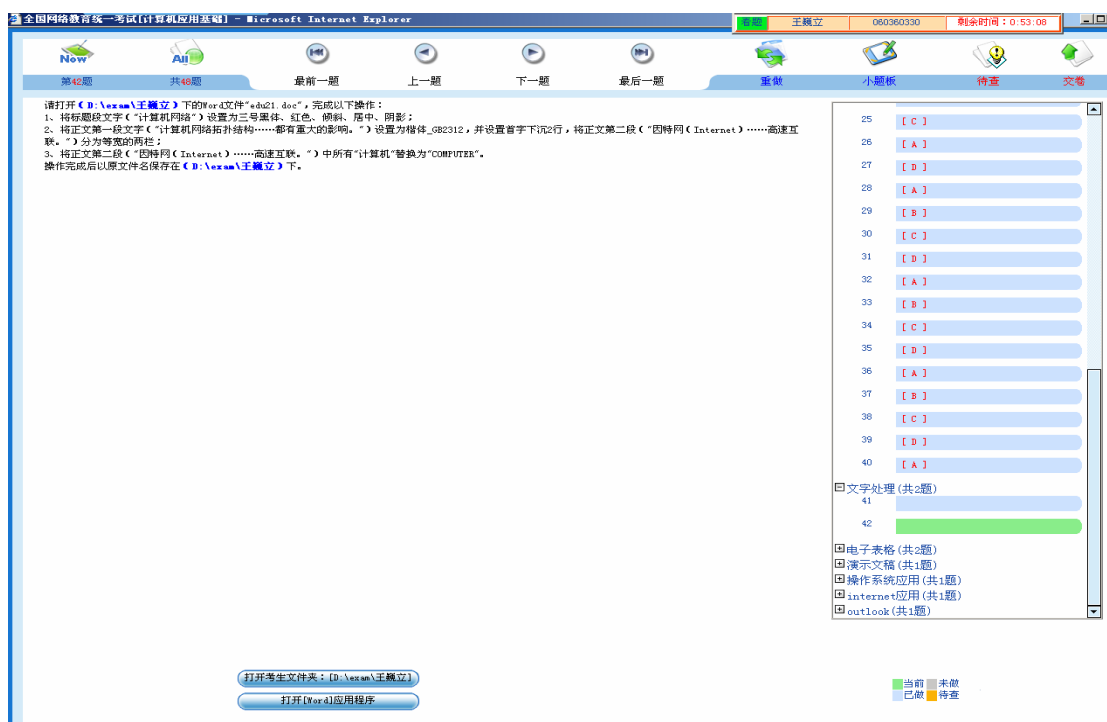 全国网络教育统一考试[计算机应用基础] - Microsoft Internet Explorer
看题 王巍立 060360330 剩余时间：0:53:08
Now All
第42题 共48题 最前一题 上一题 下一题 最后一题 重做 小题板 待查 交卷
请打开（D:\exam\王巍立）下的Word文件"edu21.doc"，完成以下操作：
1、将标题段文字（"计算机网络"）设置为三号黑体、红色、倾斜、居中、阴影；
2、将正文第一段文字（"计算机网络拓扑结构……都有重大的影响。"）设置为楷体_GB2312，并设置首字下沉2行，将正文第二段（"因特网（Internet）……高速互
联。"）分为等宽的两栏；
3、将正文第二段（"因特网（Internet）……高速互联。"）中所有"计算机"替换为"COMPUTER"。
操作完成后以原文件名保存在（D:\exam\王巍立）下。
25 [ C ]
26 [ A ]
27 [ D ]
28 [ A ]
29 [ B ]
30 [ C ]
31 [ D ]
32 [ A ]
33 [ B ]
34 [ C ]
35 [ D ]
36 [ A ]
37 [ B ]
38 [ C ]
39 [ D ]
40 [ A ]
文字处理(共2题)
41
42
电子表格(共2题)
演示文稿(共1题)
操作系统应用(共1题)
internet应用(共1题)
outlook(共1题)
打开考生文件夹：[D:\exam\王巍立]
打开[Word]应用程序
当前 未做
已做 待查